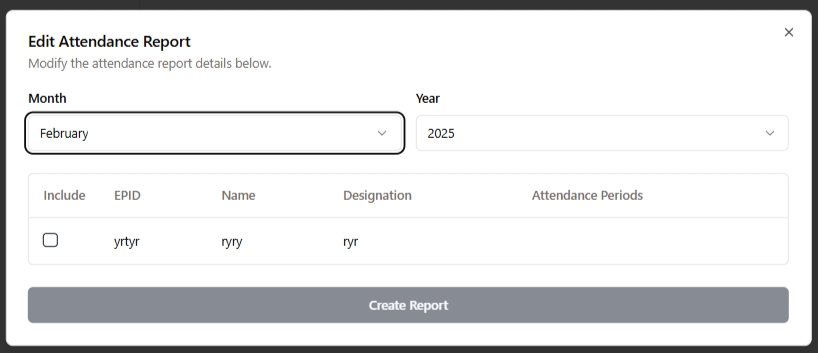 Edit Attendance Report
Modify the attendance report details below.
Month Year
February 2025
Include EPID Name Designation Attendance Periods
yrtyr ryry ryr
Create Report